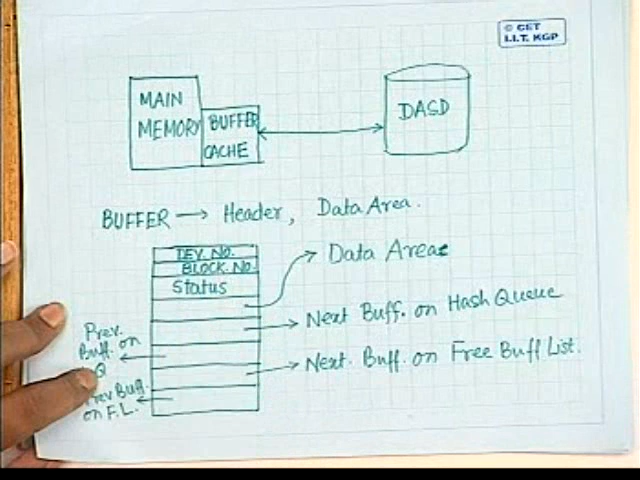 © CET
I.I.T. KGP
MAIN
MEMORY
BUFFER
CACHE
DASD
BUFFER → Header, Data Area.
DEV. NO.
BLOCK. NO.
Status
Data Area
Next Buff. on Hash Queue
Prev.
Buff. on
Q
Next. Buff. on Free Buff List.
Prev Buff.
on F.L.